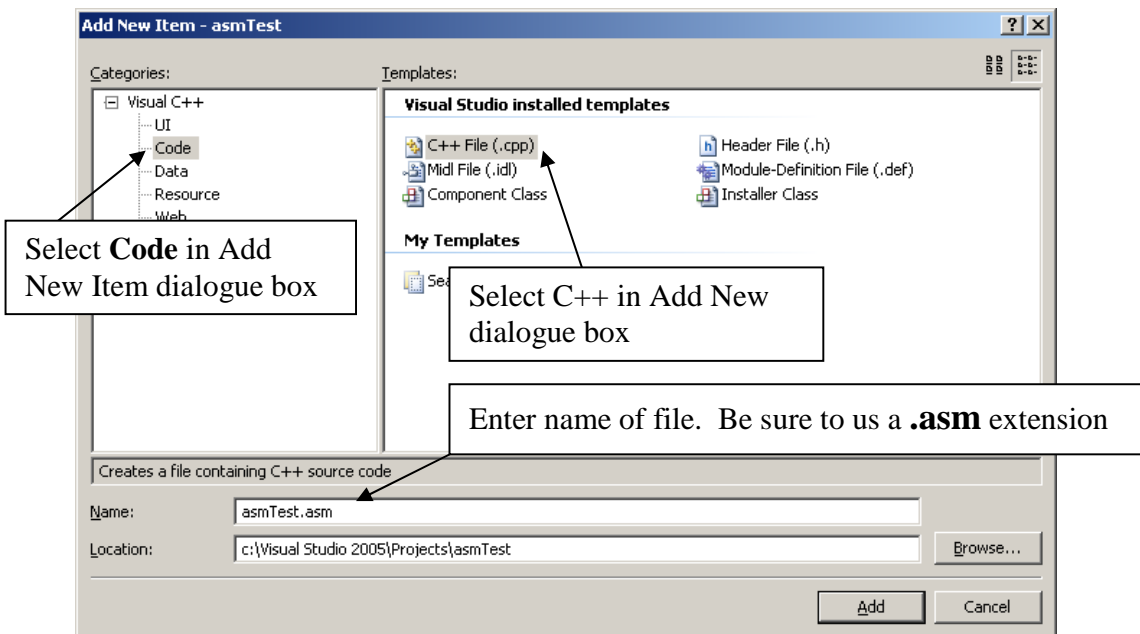 Add New Item - asmTest
Categories:
Templates:
Visual C++
UI
Code
Data
Resource
Web
Visual Studio installed templates
C++ File (.cpp)
Header File (.h)
Midl File (.idl)
Module-Definition File (.def)
Component Class
Installer Class
My Templates
Select Code in Add
New Item dialogue box
Select C++ in Add New
dialogue box
Enter name of file. Be sure to us a .asm extension
Creates a file containing C++ source code
Name:
asmTest.asm
Location:
c:\Visual Studio 2005\Projects\asmTest
Browse...
Add
Cancel